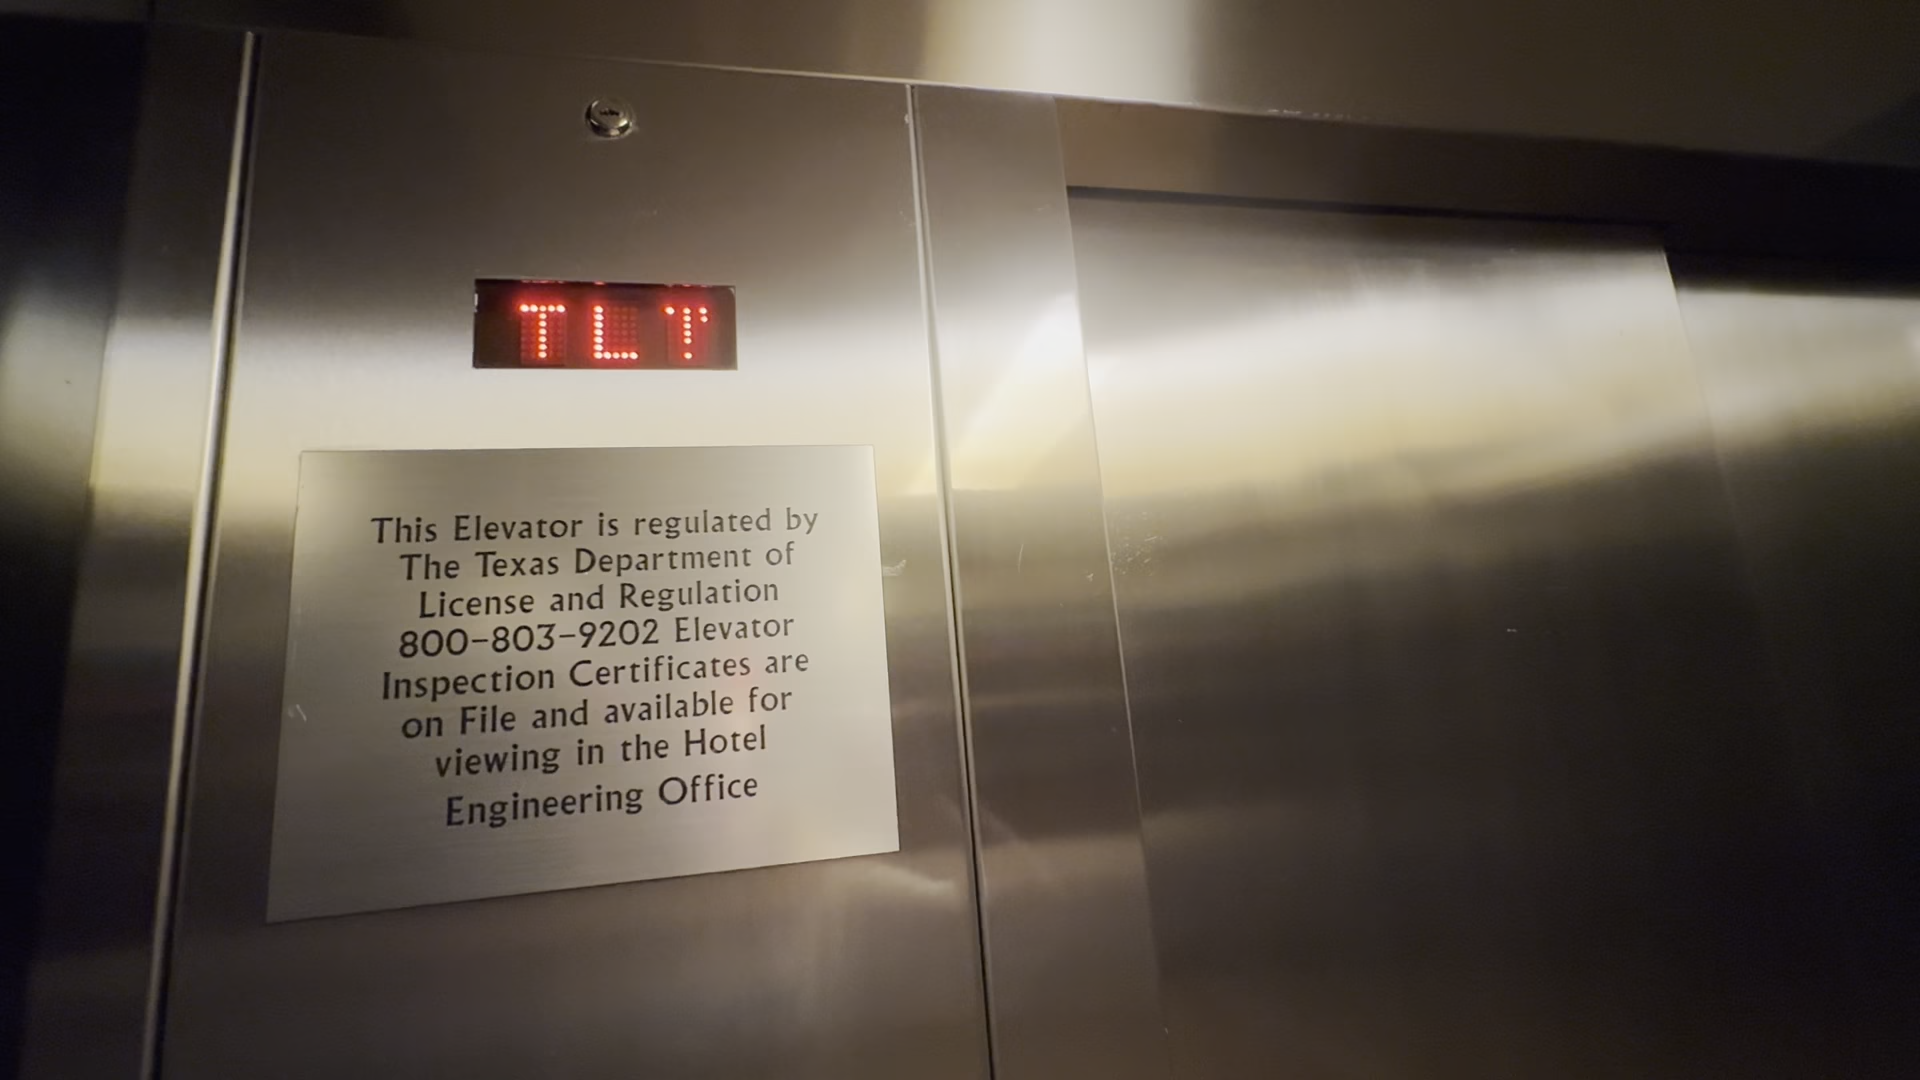 TLT
This Elevator is regulated by
The Texas Department of
License and Regulation
800-803-9202 Elevator
Inspection Certificates are
on File and available for
viewing in the Hotel
Engineering Office